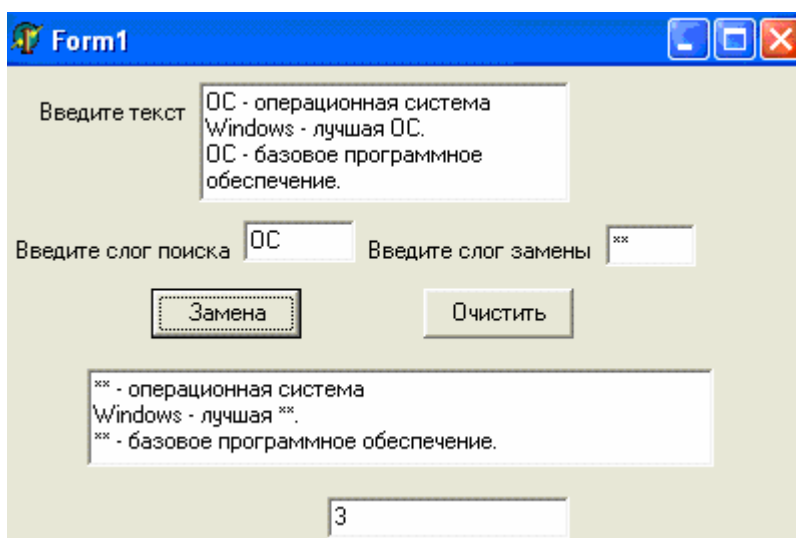 Form1
Введите текст
ОС - операционная система
Windows - лучшая ОС.
ОС - базовое программное
обеспечение.
Введите слог поиска ОС Введите слог замены **
Замена Очистить
** - операционная система
Windows - лучшая **.
** - базовое программное обеспечение.
3